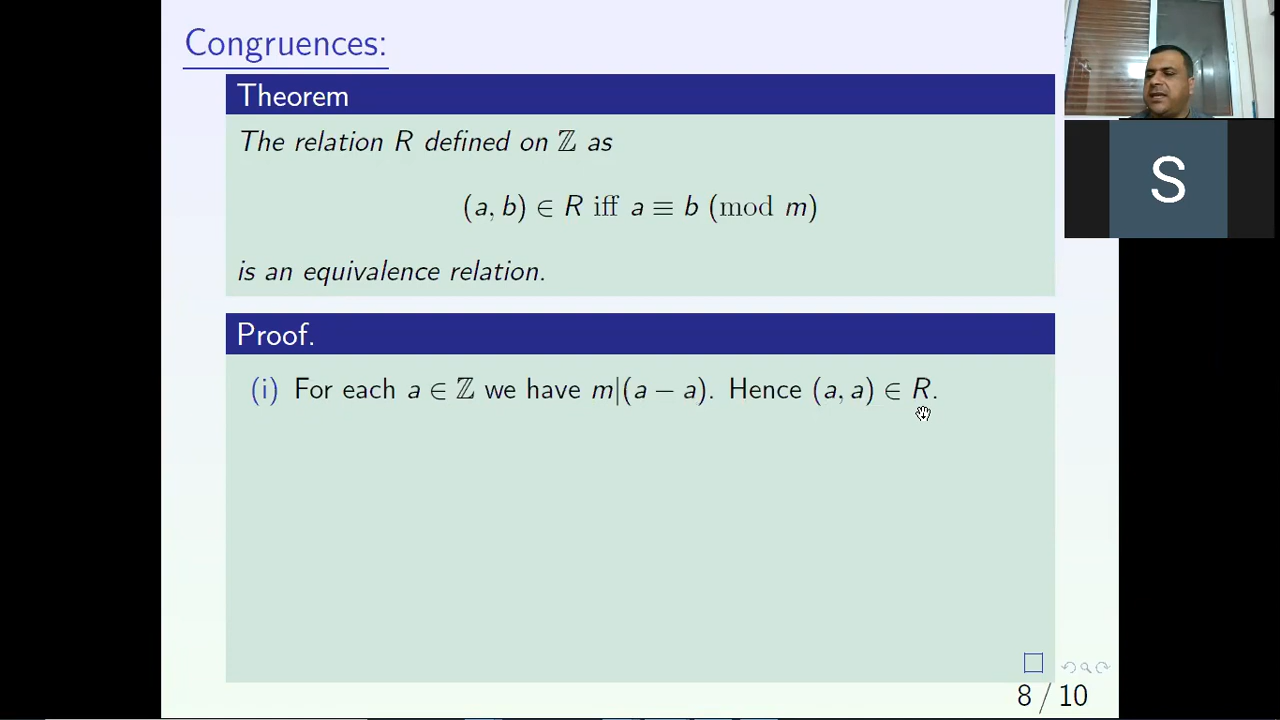 Congruences:
Theorem
The relation R defined on ℤ as
(a, b) ∈ R iff a ≡ b (mod m)
is an equivalence relation.
Proof.
(i) For each a ∈ ℤ we have m|(a − a). Hence (a, a) ∈ R.
8 / 10
S